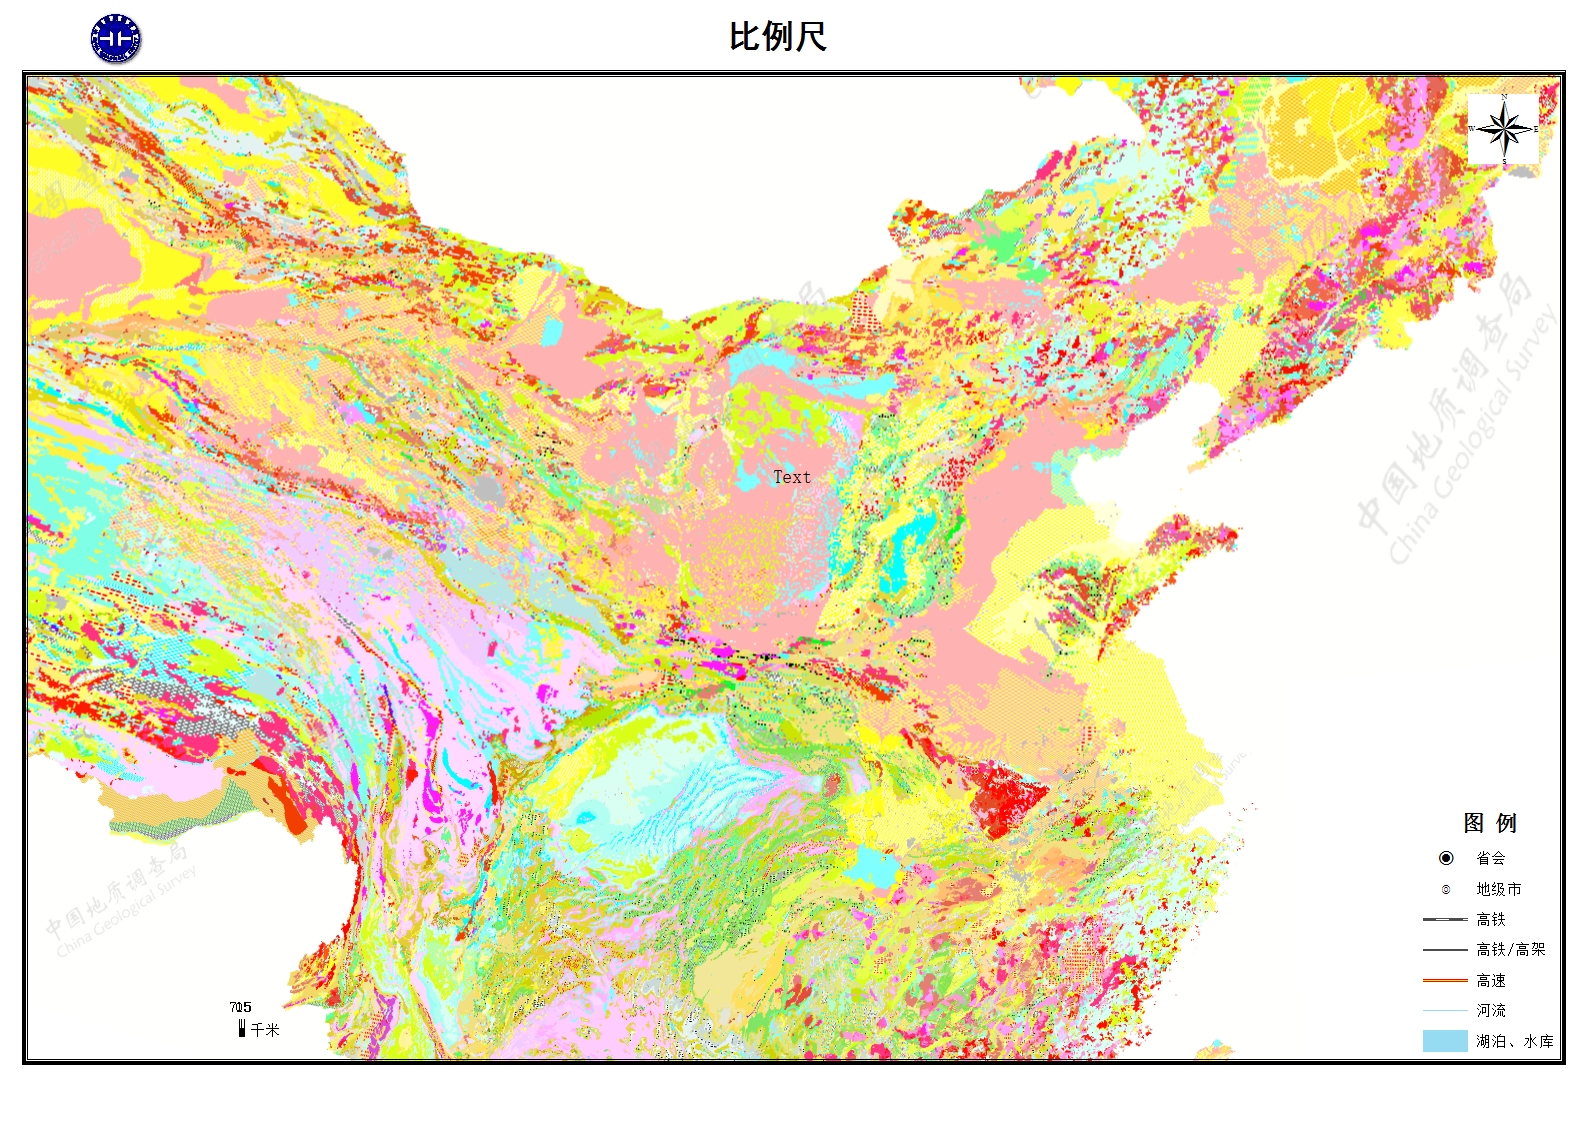 比例尺
N
W
E
S
中国地质调查局
China Geological Survey
Text
中国地质调查局
China Geological Survey
图 例
省会
地级市
高铁
高铁/高架
高速
河流
湖泊、水库
千米